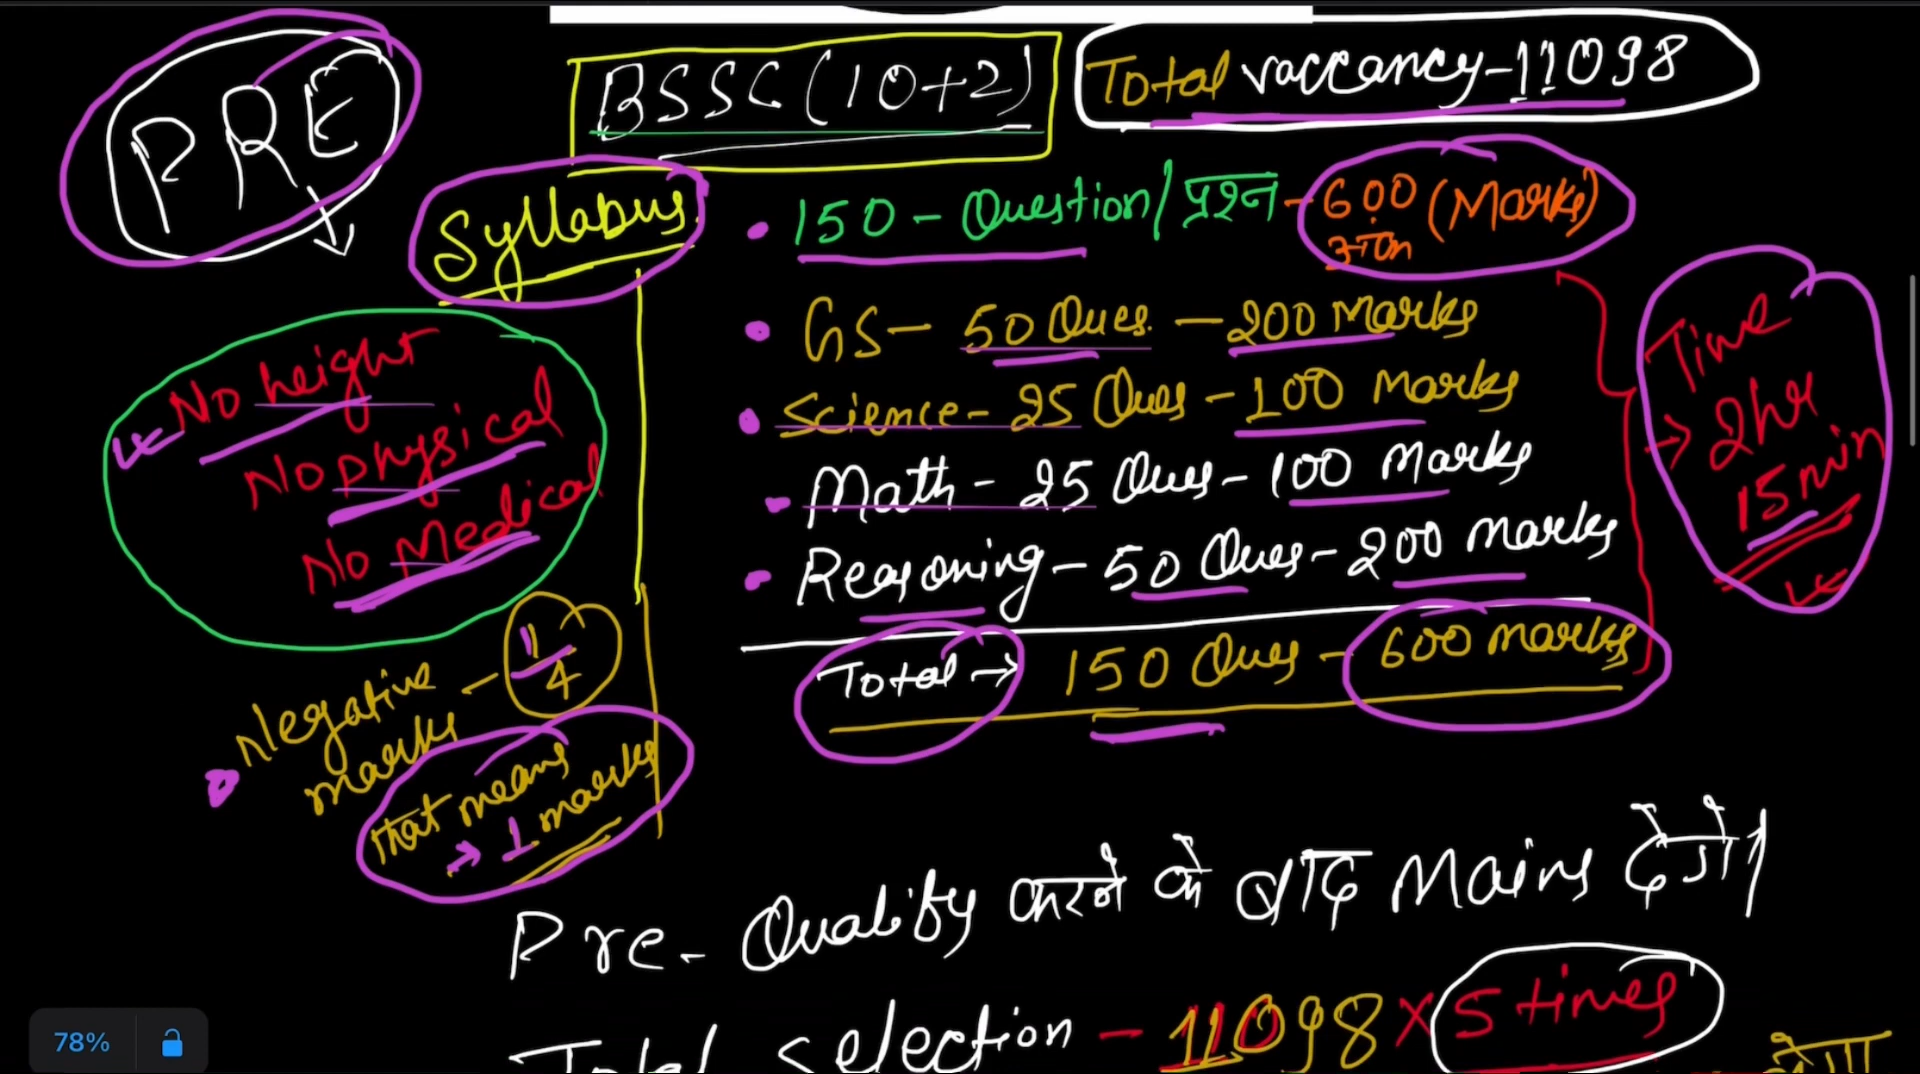 PRE
BSSC (10+2)
Total vaccancy-11098
Syllabus
150 - Question/प्रश्न - 600 (Marks)
अंक
GS - 50 Ques. - 200 Marks
Science - 25 Ques - 100 Marks
Math - 25 Ques - 100 Marks
Reasoning - 50 Ques - 200 marks
Total → 150 Ques - 600 marks
Time
→ 2hr
15 min
No height
No physical
No Medical
Negative marks - 1/4
that means
→ 1 marks
Pre- Qualify करने के बाद Mains देंगे।
Total selection - 11098 × 5 times
78%